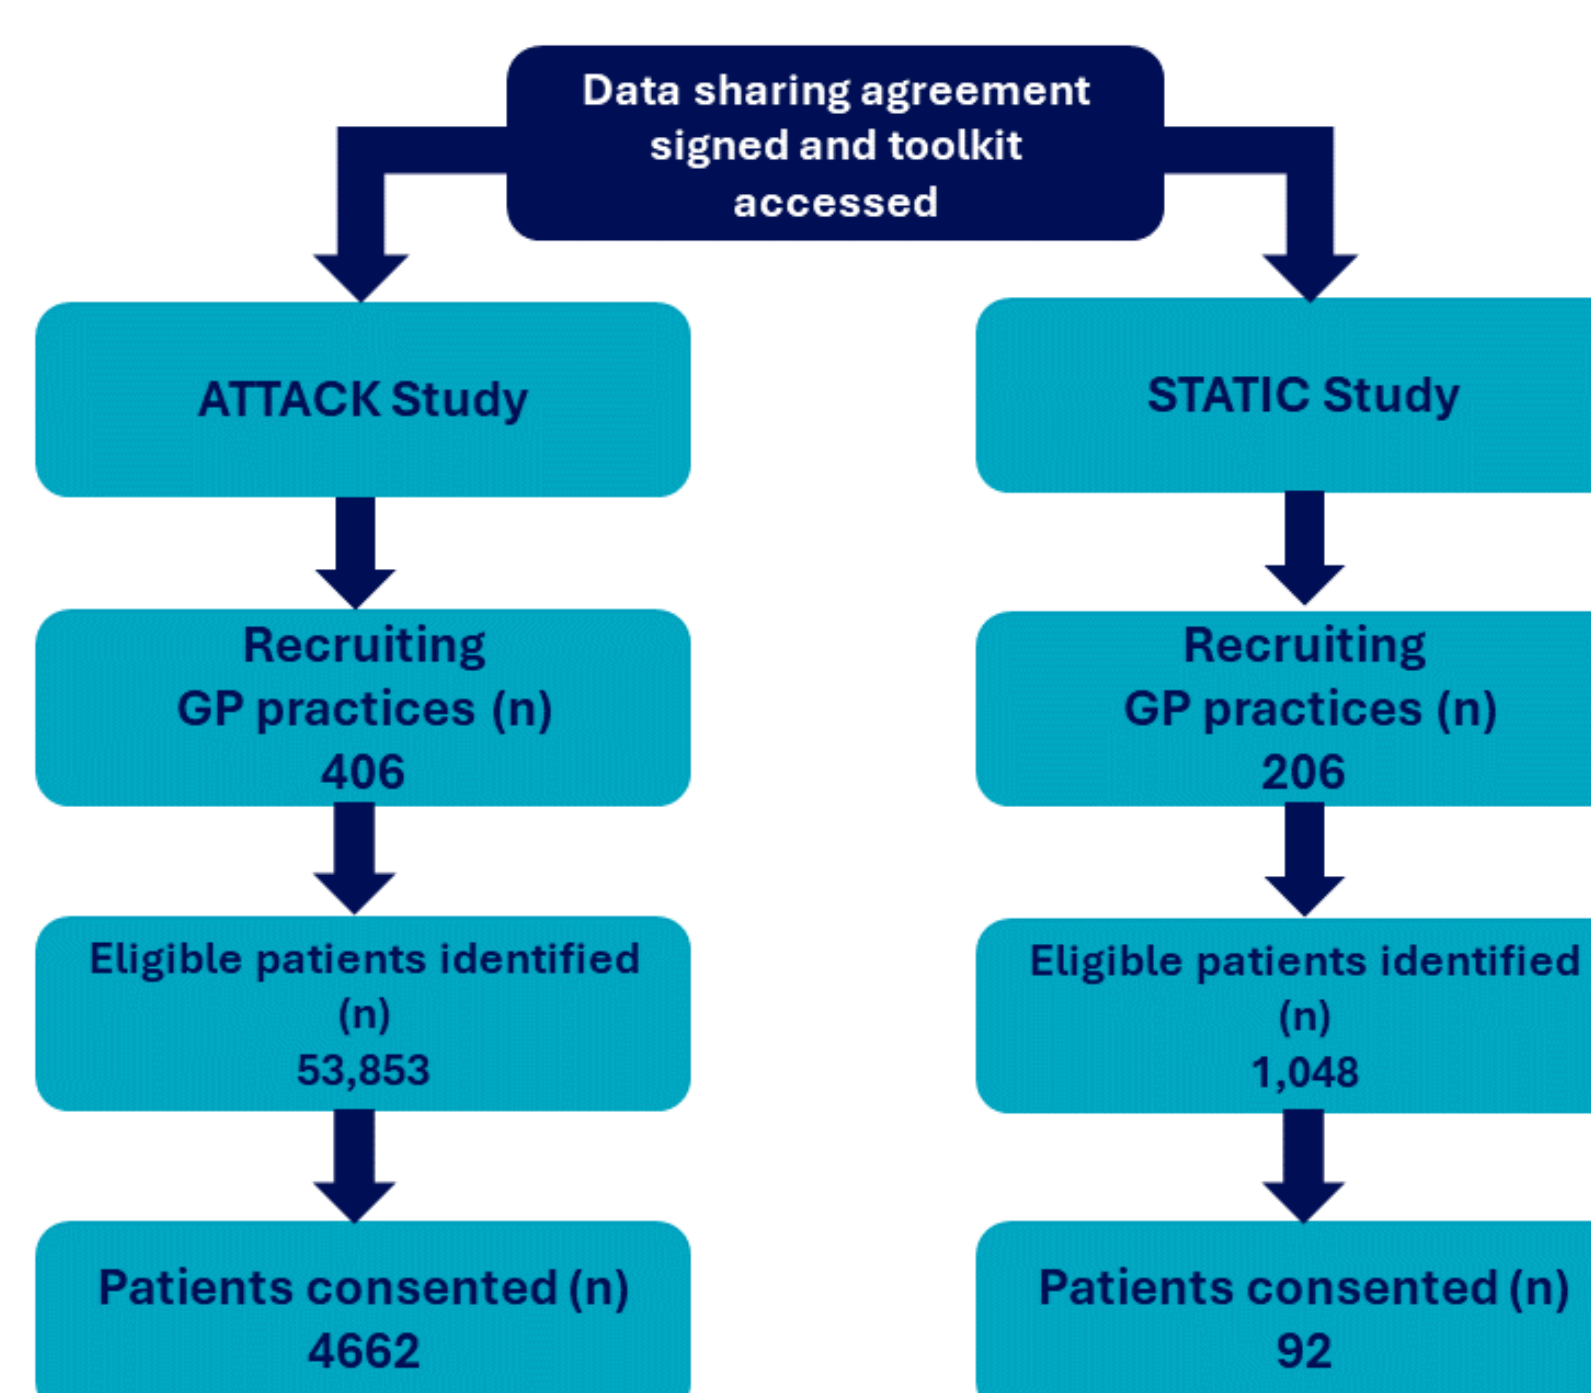 Data sharing agreement
signed and toolkit
accessed
ATTACK Study
STATIC Study
Recruiting
GP practices (n)
406
Recruiting
GP practices (n)
206
Eligible patients identified
(n)
53,853
Eligible patients identified
(n)
1,048
Patients consented (n)
4662
Patients consented (n)
92